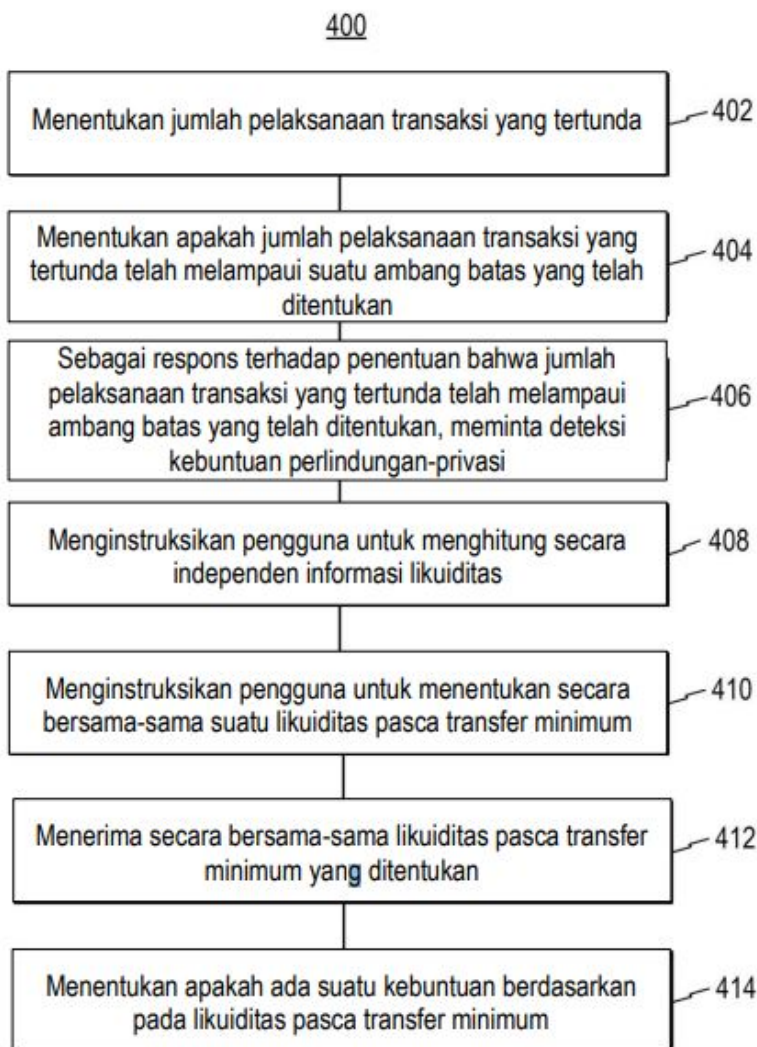 400
Menentukan jumlah pelaksanaan transaksi yang tertunda
402
Menentukan apakah jumlah pelaksanaan transaksi yang
tertunda telah melampaui suatu ambang batas yang telah
ditentukan
404
Sebagai respons terhadap penentuan bahwa jumlah
pelaksanaan transaksi yang tertunda telah melampaui
ambang batas yang telah ditentukan, meminta deteksi
kebuntuan perlindungan-privasi
406
Menginstruksikan pengguna untuk menghitung secara
independen informasi likuiditas
408
Menginstruksikan pengguna untuk menentukan secara
bersama-sama suatu likuiditas pasca transfer minimum
410
Menerima secara bersama-sama likuiditas pasca transfer
minimum yang ditentukan
412
Menentukan apakah ada suatu kebuntuan berdasarkan
pada likuiditas pasca transfer minimum
414